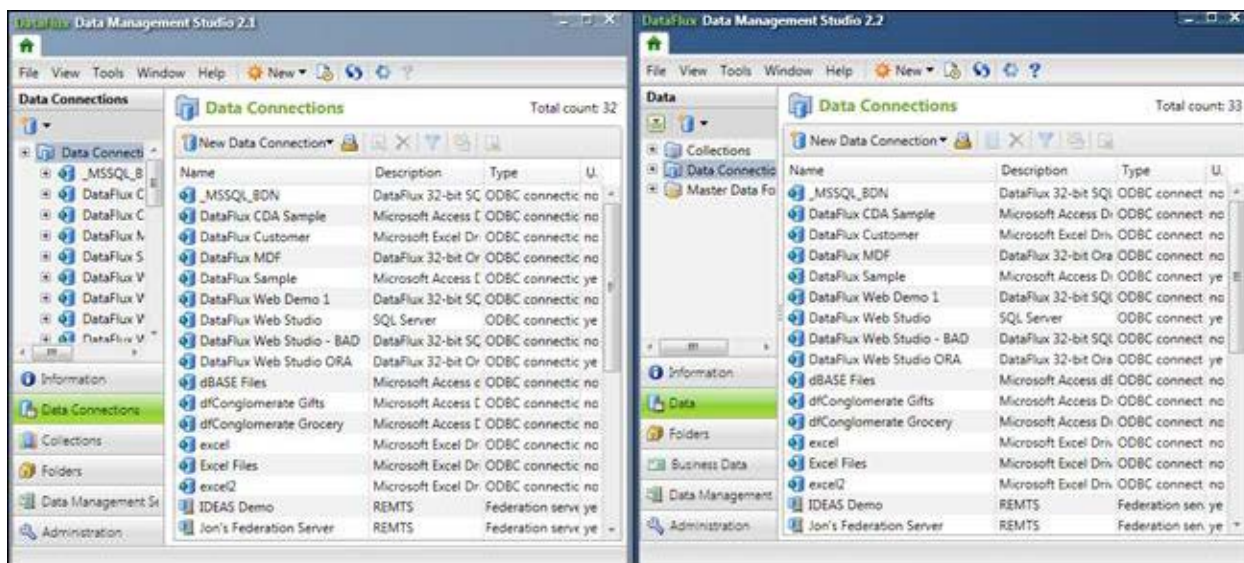 DataFlux Data Management Studio 2.1
File View Tools Window Help New
Data Connections
Data Connecti
_MSSQL_B
DataFlux C
DataFlux C
DataFlux M
DataFlux S
DataFlux W
DataFlux W
DataFlux W
DataFlux W
Information
Data Connections
Collections
Folders
Data Management Se
Administration
Data Connections Total count: 32
New Data Connection
Name Description Type U.
_MSSQL_BDN DataFlux 32-bit SC ODBC connectic no
DataFlux CDA Sample Microsoft Access D ODBC connectic no
DataFlux Customer Microsoft Excel Dr ODBC connectic no
DataFlux MDF DataFlux 32-bit Or ODBC connectic no
DataFlux Sample Microsoft Access D ODBC connectic ye
DataFlux Web Demo 1 DataFlux 32-bit SC ODBC connectic no
DataFlux Web Studio SQL Server ODBC connectic ye
DataFlux Web Studio - BAD DataFlux 32-bit SC ODBC connectic no
DataFlux Web Studio ORA DataFlux 32-bit Or ODBC connectic ye
dBASE Files Microsoft Access c ODBC connectic no
dfConglomerate Gifts Microsoft Access D ODBC connectic no
dfConglomerate Grocery Microsoft Access D ODBC connectic no
excel Microsoft Excel Dr ODBC connectic no
Excel Files Microsoft Excel Dr ODBC connectic no
excel2 Microsoft Excel Dr ODBC connectic no
IDEAS Demo REMTS Federation serve ye
Jon's Federation Server REMTS Federation serve ye
DataFlux Data Management Studio 2.2
File View Tools Window Help New
Data
Collections
Data Connectio
Master Data Fo
Information
Data
Folders
Business Data
Data Management
Administration
Data Connections Total count: 33
New Data Connection
Name Description Type U.
_MSSQL_BDN DataFlux 32-bit SQL ODBC connect no
DataFlux CDA Sample Microsoft Access Dr ODBC connect no
DataFlux Customer Microsoft Excel Driv ODBC connect no
DataFlux MDF DataFlux 32-bit Ora ODBC connect no
DataFlux Sample Microsoft Access Dr ODBC connect ye
DataFlux Web Demo 1 DataFlux 32-bit SQL ODBC connect no
DataFlux Web Studio SQL Server ODBC connect ye
DataFlux Web Studio - BAD DataFlux 32-bit SQL ODBC connect no
DataFlux Web Studio ORA DataFlux 32-bit Ora ODBC connect ye
dBASE Files Microsoft Access dE ODBC connect no
dfConglomerate Gifts Microsoft Access Dr ODBC connect no
dfConglomerate Grocery Microsoft Access Dr ODBC connect no
excel Microsoft Excel Driv ODBC connect no
Excel Files Microsoft Excel Driv ODBC connect no
excel2 Microsoft Excel Driv ODBC connect no
IDEAS Demo REMTS Federation serv ye
Jon's Federation Server REMTS Federation serv ye